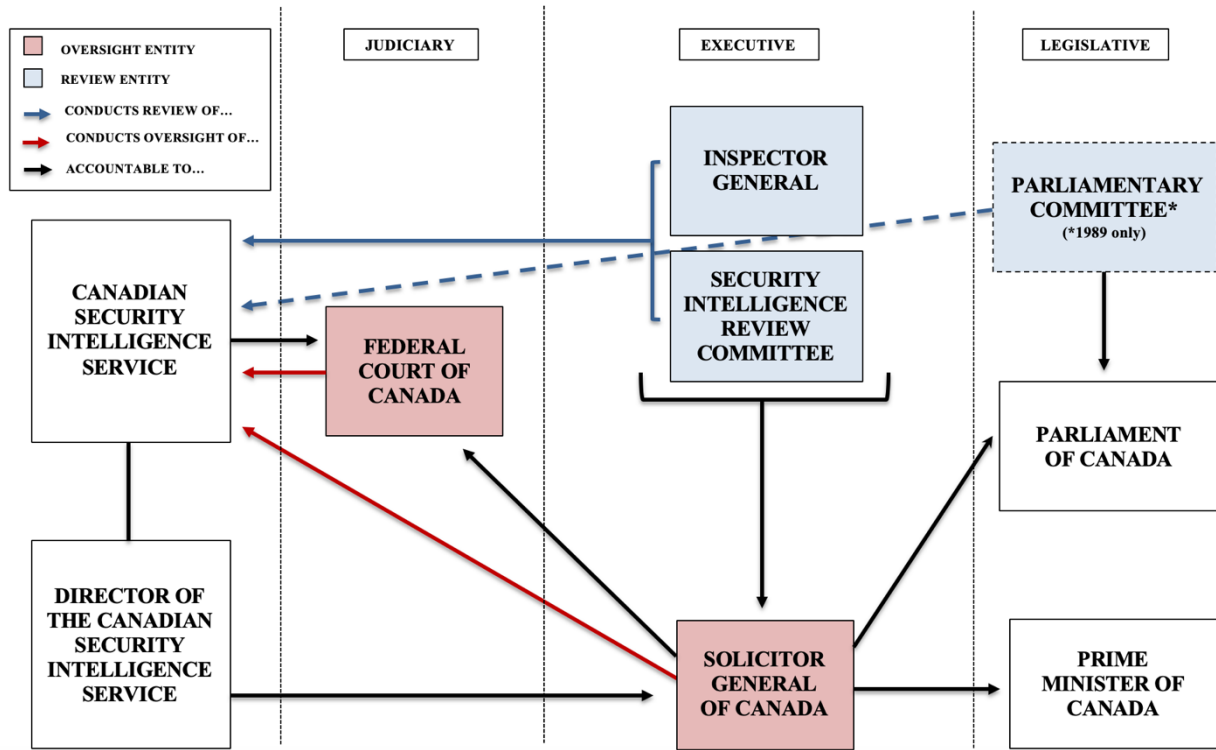 OVERSIGHT ENTITY
REVIEW ENTITY
CONDUCTS REVIEW OF…
CONDUCTS OVERSIGHT OF…
ACCOUNTABLE TO…
JUDICIARY
EXECUTIVE
LEGISLATIVE
INSPECTOR
GENERAL
PARLIAMENTARY
COMMITTEE*
(*1989 only)
CANADIAN
SECURITY
INTELLIGENCE
SERVICE
FEDERAL
COURT OF
CANADA
SECURITY
INTELLIGENCE
REVIEW
COMMITTEE
PARLIAMENT
OF CANADA
DIRECTOR OF
THE CANADIAN
SECURITY
INTELLIGENCE
SERVICE
SOLICITOR
GENERAL
OF CANADA
PRIME
MINISTER OF
CANADA